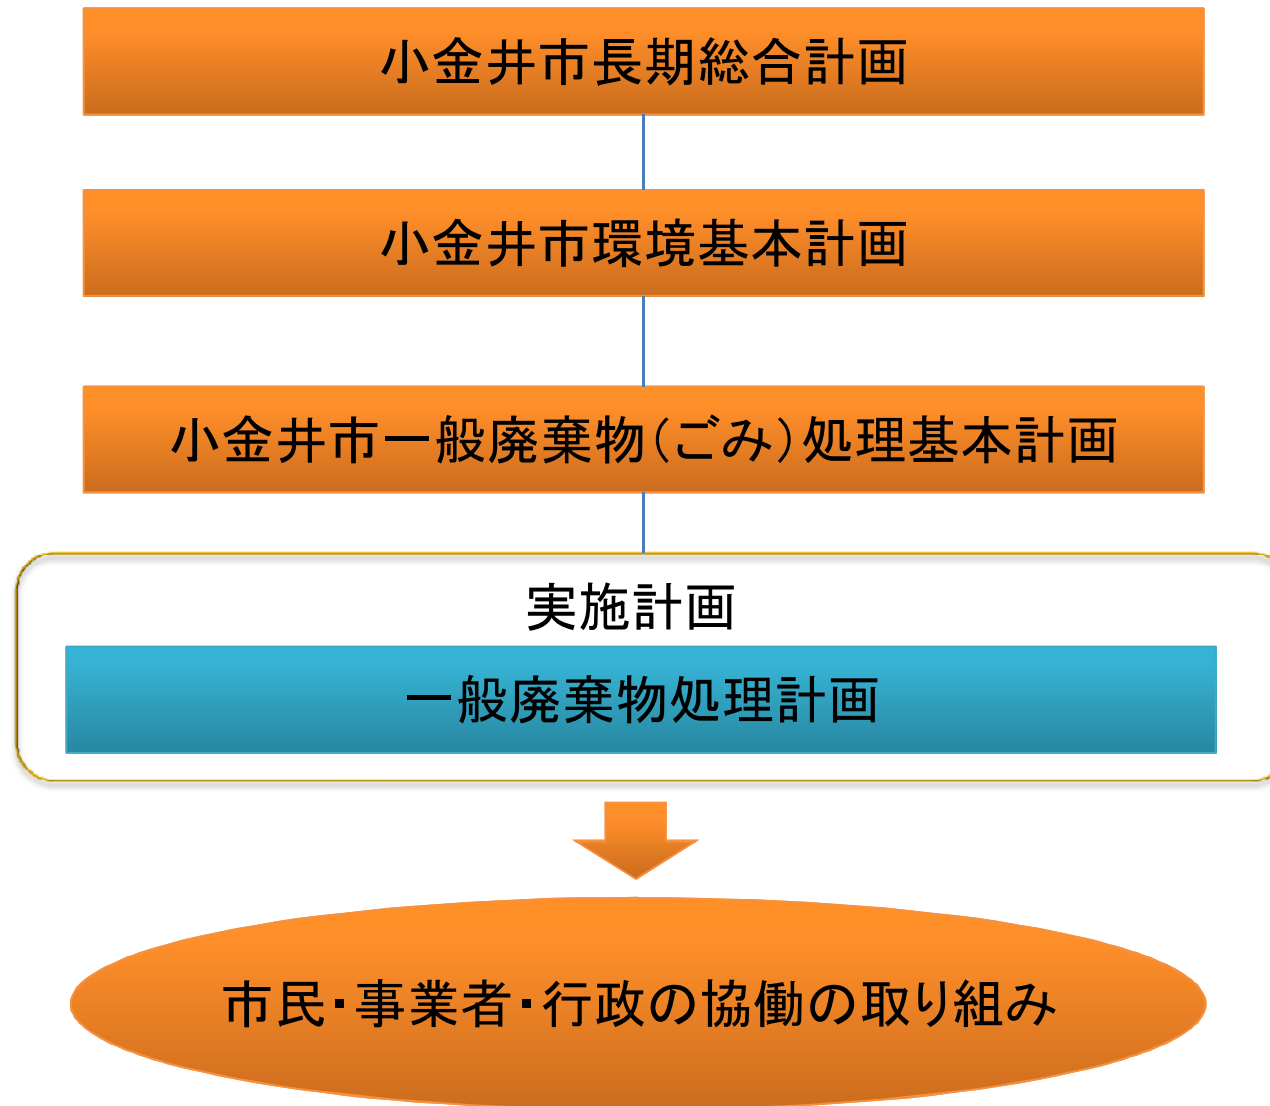 小金井市長期総合計画
小金井市環境基本計画
小金井市一般廃棄物（ごみ）処理基本計画
実施計画
一般廃棄物処理計画
市民・事業者・行政の協働の取り組み